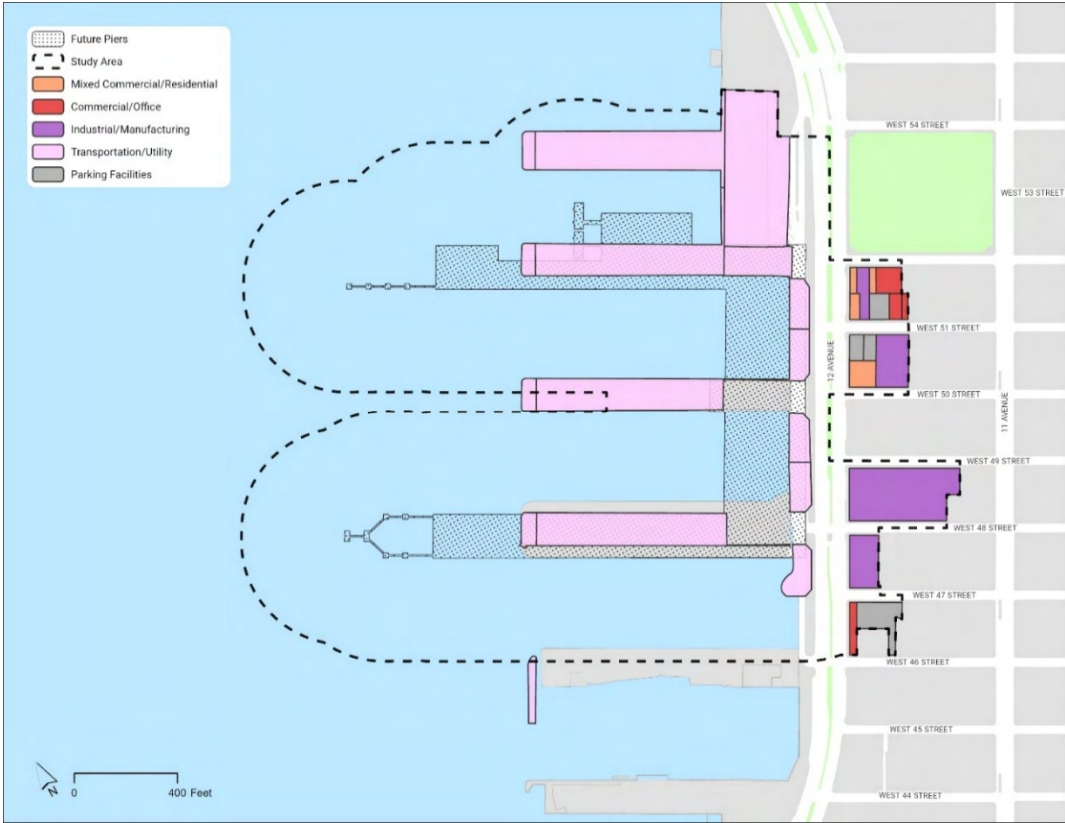 Future Piers
Study Area
Mixed Commercial/Residential
Commercial/Office
Industrial/Manufacturing
Transportation/Utility
Parking Facilities
WEST 54 STREET
WEST 53 STREET
WEST 51 STREET
12 AVENUE
WEST 50 STREET
11 AVENUE
WEST 49 STREET
WEST 48 STREET
WEST 47 STREET
WEST 46 STREET
WEST 45 STREET
WEST 44 STREET
N
0 400 Feet